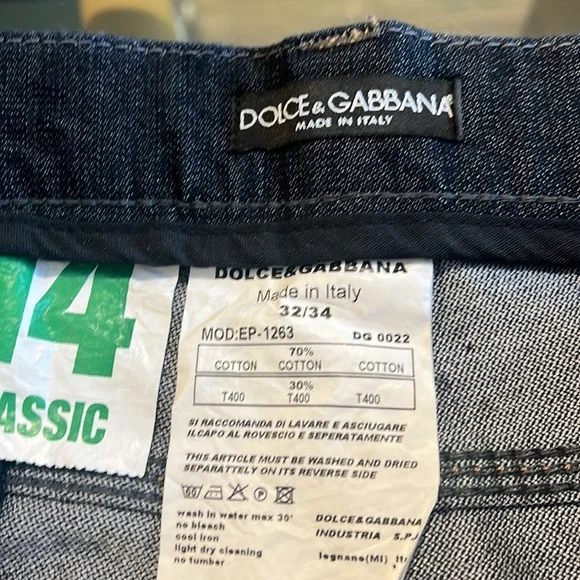 DOLCE & GABBANA
MADE IN ITALY
14
ASSIC
DOLCE&GABBANA
Made in Italy
32/34
MOD:EP-1263 DG 0022
70%
COTTON COTTON COTTON
30%
T400 T400 T400
SI RACCOMANDA DI LAVARE E ASCIUGARE
ILCAPO AL ROVESCIO E SEPERATAMENTE
THIS ARTICLE MUST BE WASHED AND DRIED
SEPARATTELY ON ITS REVERSE SIDE
wash in water max 30°
no bleach
cool iron
light dry cleaning
no tumber
DOLCE&GABBANA
INDUSTRIA S.P.
legnano(MI)